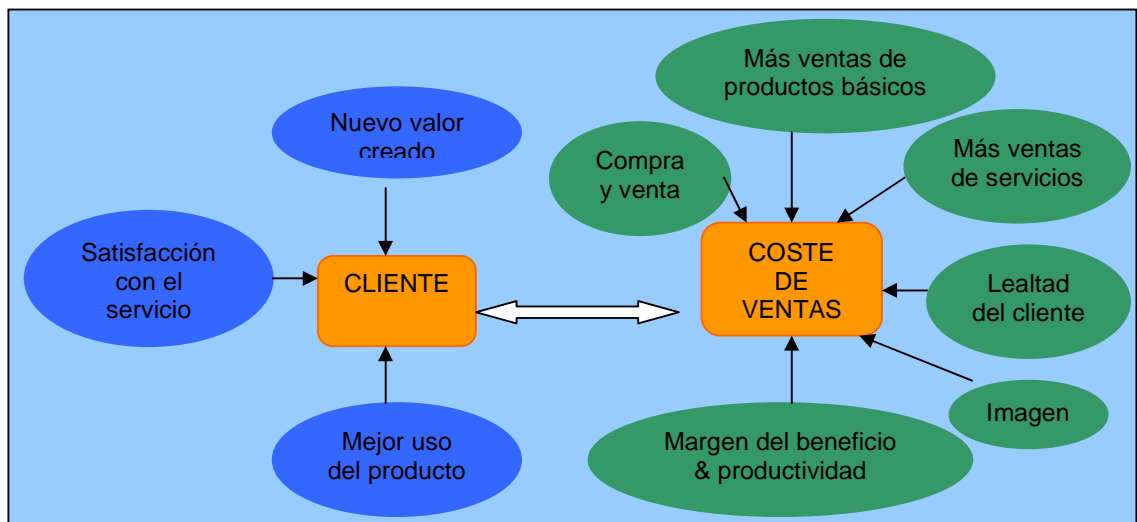 Nuevo valor
creado
Satisfacción
con el
servicio
CLIENTE
Mejor uso
del producto
Más ventas de
productos básicos
Compra
y venta
Más ventas
de servicios
COSTE
DE
VENTAS
Lealtad
del cliente
Imagen
Margen del beneficio
& productividad